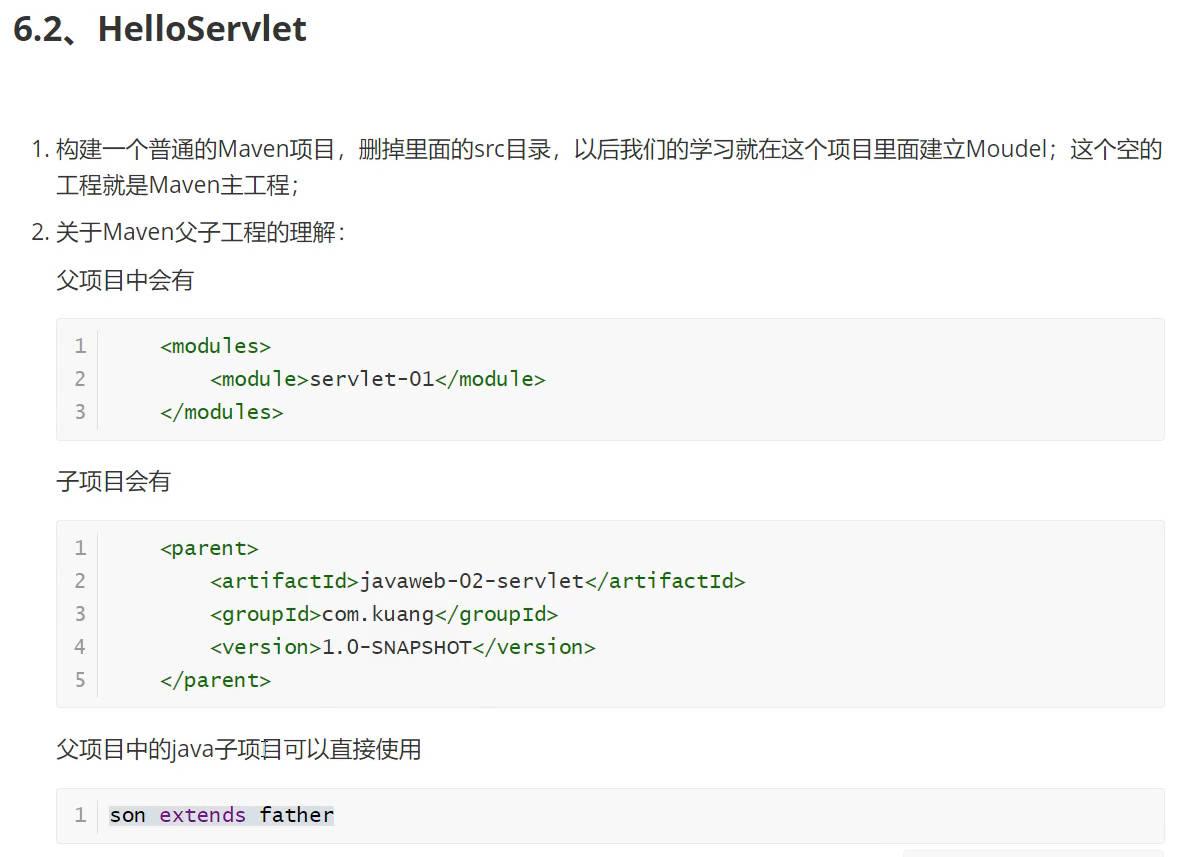 6.2、HelloServlet
1. 构建一个普通的Maven项目，删掉里面的src目录，以后我们的学习就在这个项目里面建立Moudel；这个空的
工程就是Maven主工程；
2. 关于Maven父子工程的理解：
父项目中会有
1 <modules>
2 <module>servlet-01</module>
3 </modules>
子项目会有
1 <parent>
2 <artifactId>javaweb-02-servlet</artifactId>
3 <groupId>com.kuang</groupId>
4 <version>1.0-SNAPSHOT</version>
5 </parent>
父项目中的java子项目可以直接使用
1 son extends father